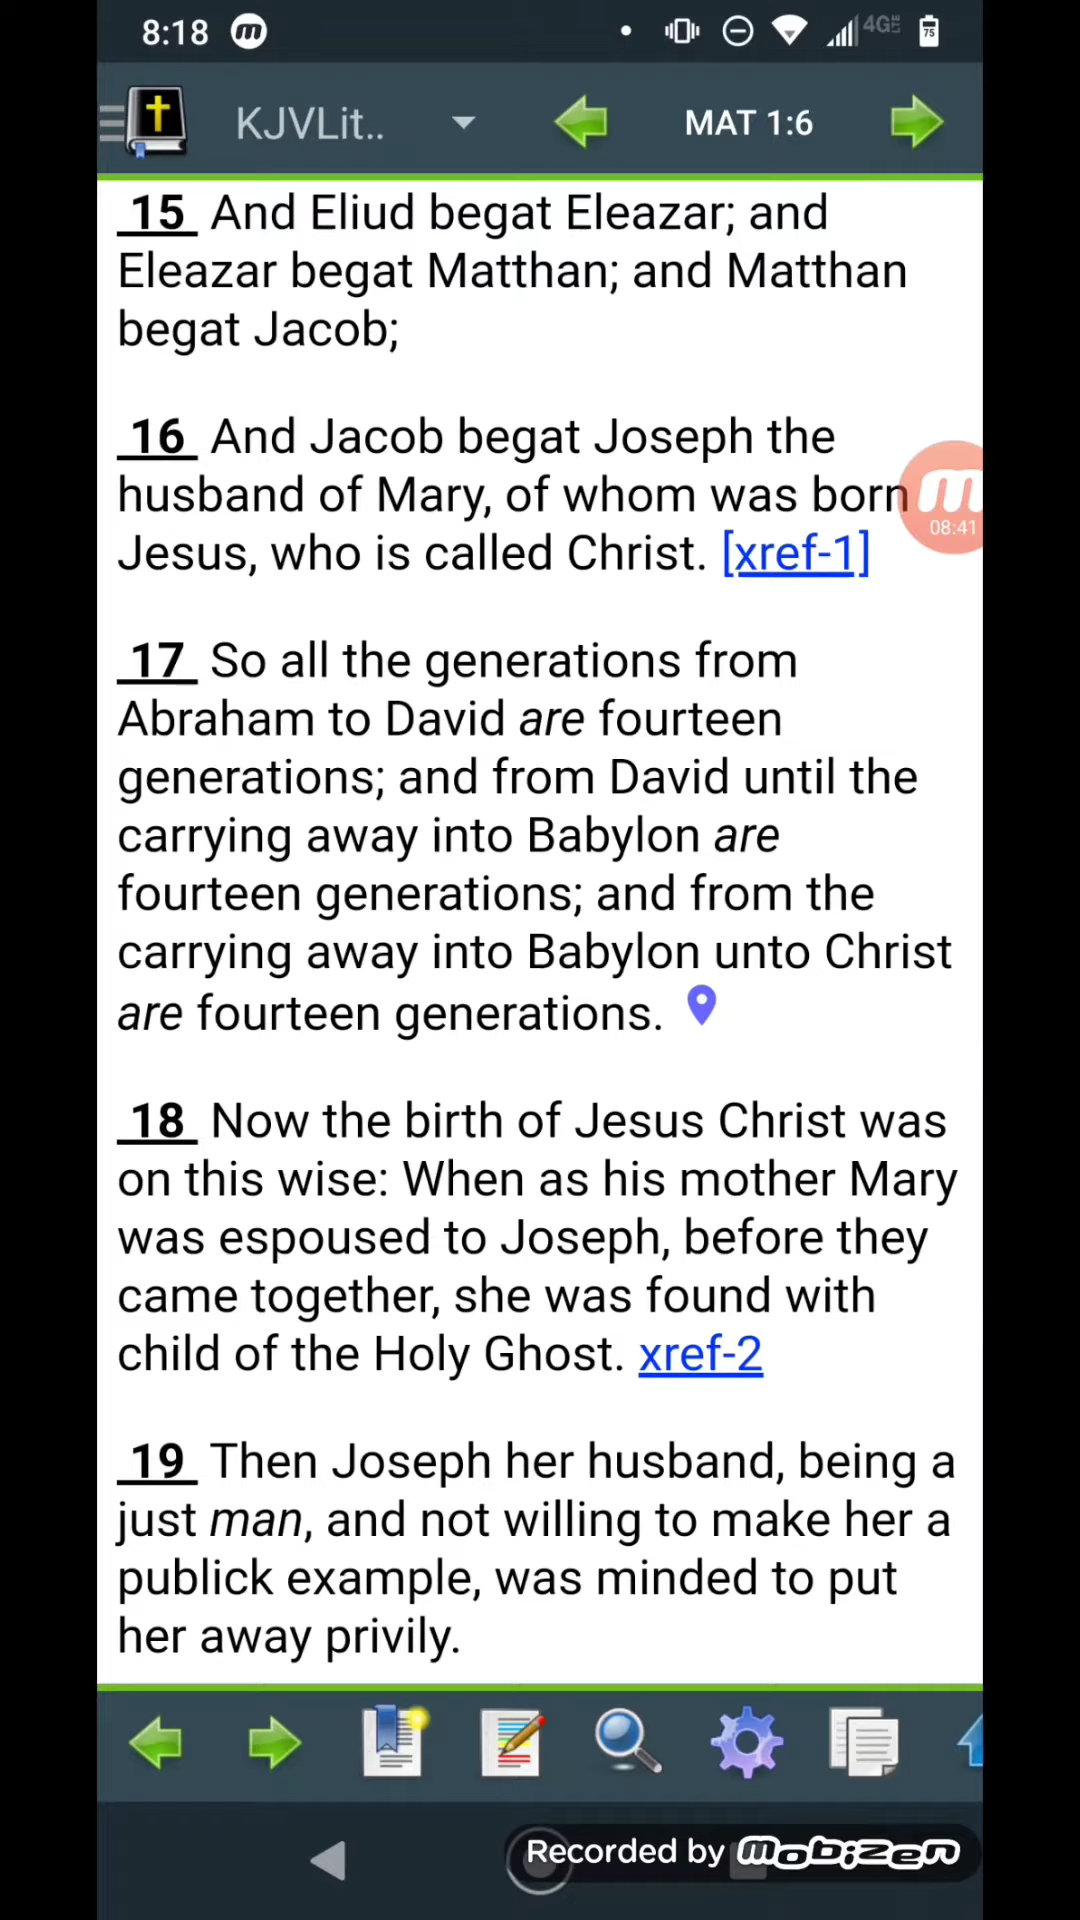 8:18 m 4GE 75
KJVLit.. MAT 1:6
15 And Eliud begat Eleazar; and
Eleazar begat Matthan; and Matthan
begat Jacob;
16 And Jacob begat Joseph the
husband of Mary, of whom was born
Jesus, who is called Christ. [xref-1]
m
08:41
17 So all the generations from
Abraham to David are fourteen
generations; and from David until the
carrying away into Babylon are
fourteen generations; and from the
carrying away into Babylon unto Christ
are fourteen generations.
18 Now the birth of Jesus Christ was
on this wise: When as his mother Mary
was espoused to Joseph, before they
came together, she was found with
child of the Holy Ghost. xref-2
19 Then Joseph her husband, being a
just man, and not willing to make her a
publick example, was minded to put
her away privily.
Recorded by mobizen